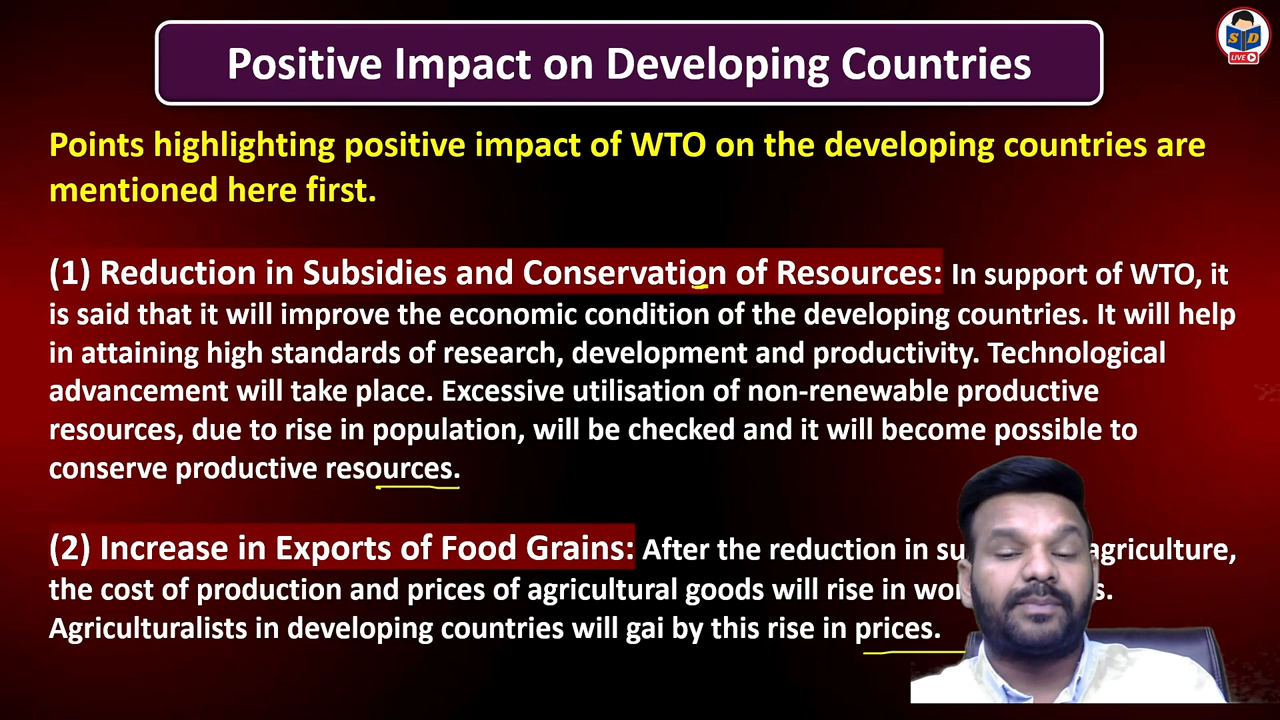 Positive Impact on Developing Countries
S D
LIVE
Points highlighting positive impact of WTO on the developing countries are
mentioned here first.
(1) Reduction in Subsidies and Conservation of Resources: In support of WTO, it
is said that it will improve the economic condition of the developing countries. It will help
in attaining high standards of research, development and productivity. Technological
advancement will take place. Excessive utilisation of non-renewable productive
resources, due to rise in population, will be checked and it will become possible to
conserve productive resources.
(2) Increase in Exports of Food Grains: After the reduction in agriculture,
the cost of production and prices of agricultural goods will rise in
Agriculturalists in developing countries will gai by this rise in prices.